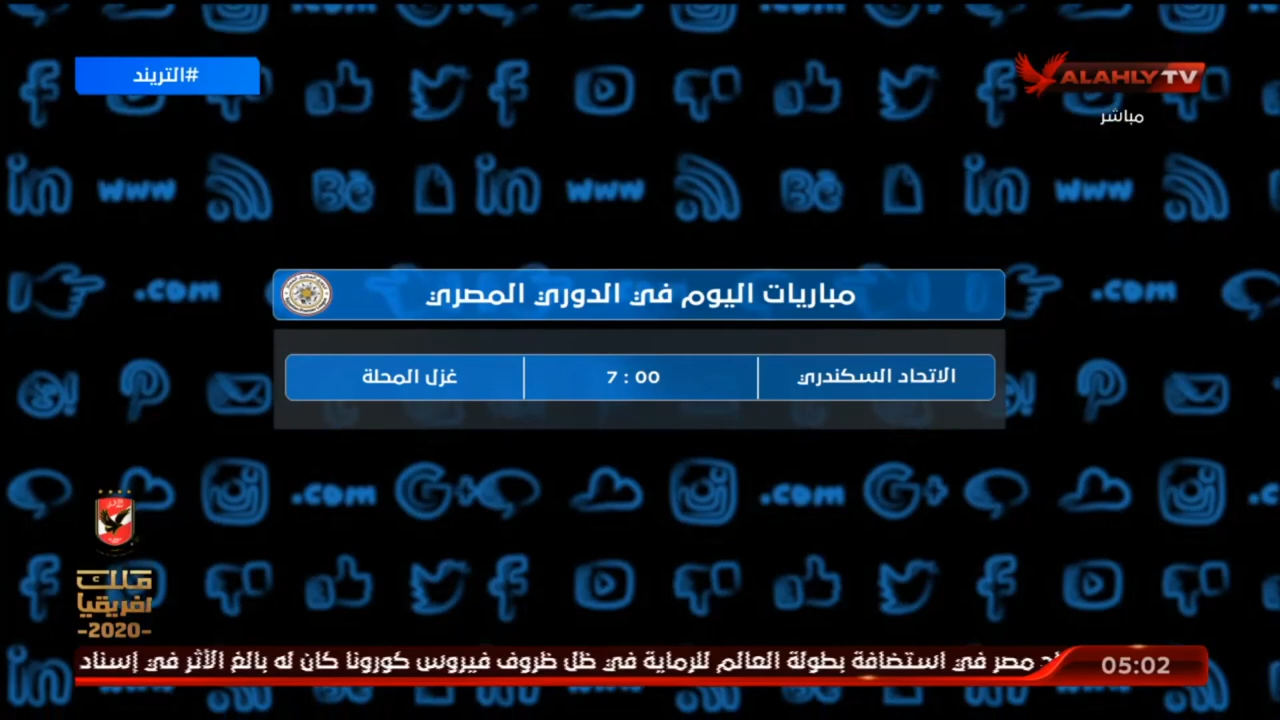 #التريند
ALAHLY TV
مباشر
مباريات اليوم في الدوري المصري
الاتحاد السكندري 7 : 00 غزل المحلة
ملك
افريقيا
-2020-
05:02 مصر في استضافة بطولة العالم للرماية في ظل ظروف فيروس كورونا كان له بالغ الأثر في إسناد